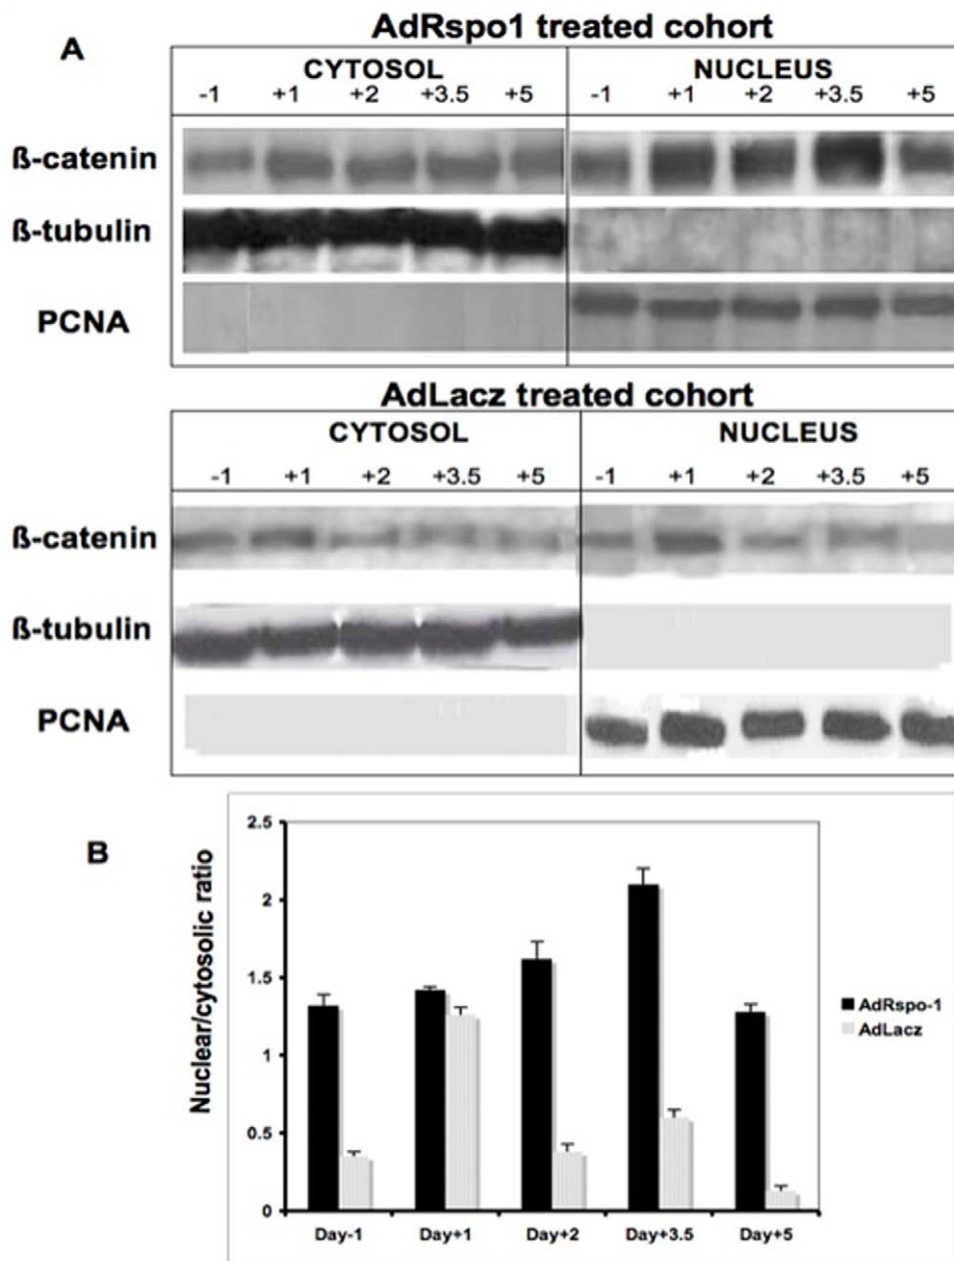 A
AdRspo1 treated cohort
CYTOSOL NUCLEUS
-1 +1 +2 +3.5 +5 -1 +1 +2 +3.5 +5
ß-catenin
ß-tubulin
PCNA
AdLacz treated cohort
CYTOSOL NUCLEUS
-1 +1 +2 +3.5 +5 -1 +1 +2 +3.5 +5
ß-catenin
ß-tubulin
PCNA
B
Nuclear/cytosolic ratio
2.5
2
1.5
1
0.5
0
Day-1 Day+1 Day+2 Day+3.5 Day+5
AdRspo-1
AdLacz